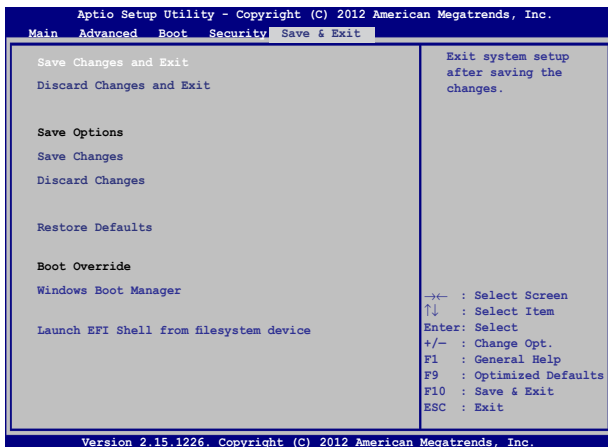 Aptio Setup Utility - Copyright (C) 2012 American Megatrends, Inc.
Main Advanced Boot Security Save & Exit
Save Changes and Exit
Discard Changes and Exit
Save Options
Save Changes
Discard Changes
Restore Defaults
Boot Override
Windows Boot Manager
Launch EFI Shell from filesystem device
Exit system setup
after saving the
changes.
→← : Select Screen
↑↓ : Select Item
Enter: Select
+/— : Change Opt.
F1 : General Help
F9 : Optimized Defaults
F10 : Save & Exit
ESC : Exit
Version 2.15.1226. Copyright (C) 2012 American Megatrends, Inc.